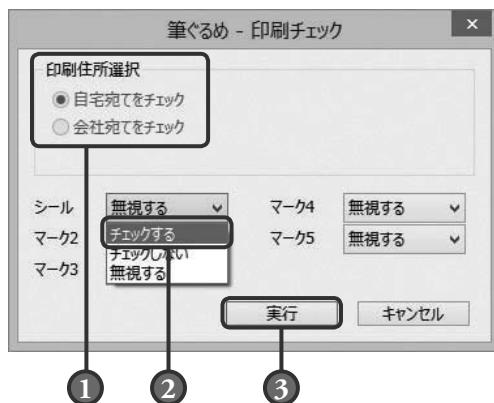 筆ぐるめ - 印刷チェック
×
印刷住所選択
自宅宛てをチェック
会社宛てをチェック
シール 無視する マーク4 無視する
マーク2 チェックする マーク5 無視する
チェックしない
マーク3 無視する
実行 キャンセル
1 2 3